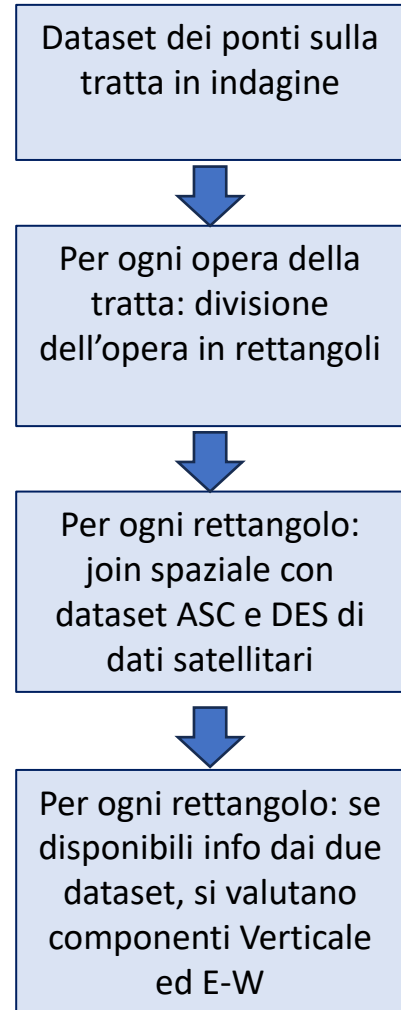 Dataset dei ponti sulla
tratta in indagine
Per ogni opera della
tratta: divisione
dell’opera in rettangoli
Per ogni rettangolo:
join spaziale con
dataset ASC e DES di
dati satellitari
Per ogni rettangolo: se
disponibili info dai due
dataset, si valutano
componenti Verticale
ed E-W